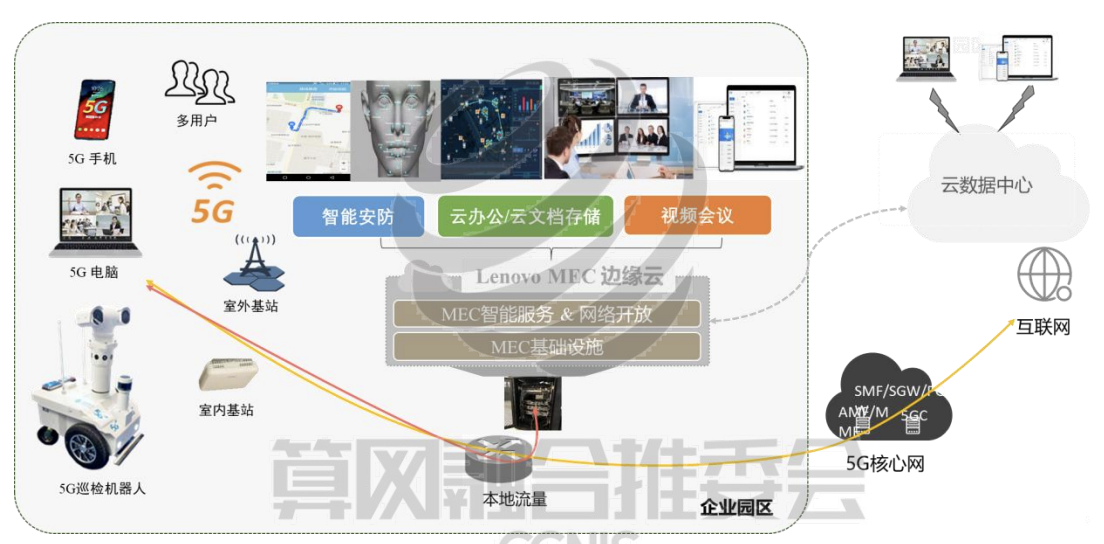 多用户
5G
5G 手机
5G
智能安防
云办公/云文档存储
视频会议
云数据中心
5G 电脑
室外基站
Lenovo MEC 边缘云
MEC智能服务 & 网络开放
MEC基础设施
互联网
室内基站
SMF/SGW/PG
W
AMF/M
ME
5GC
5G核心网
5G巡检机器人
本地流量
企业园区
算网融合推委会
CCNIS